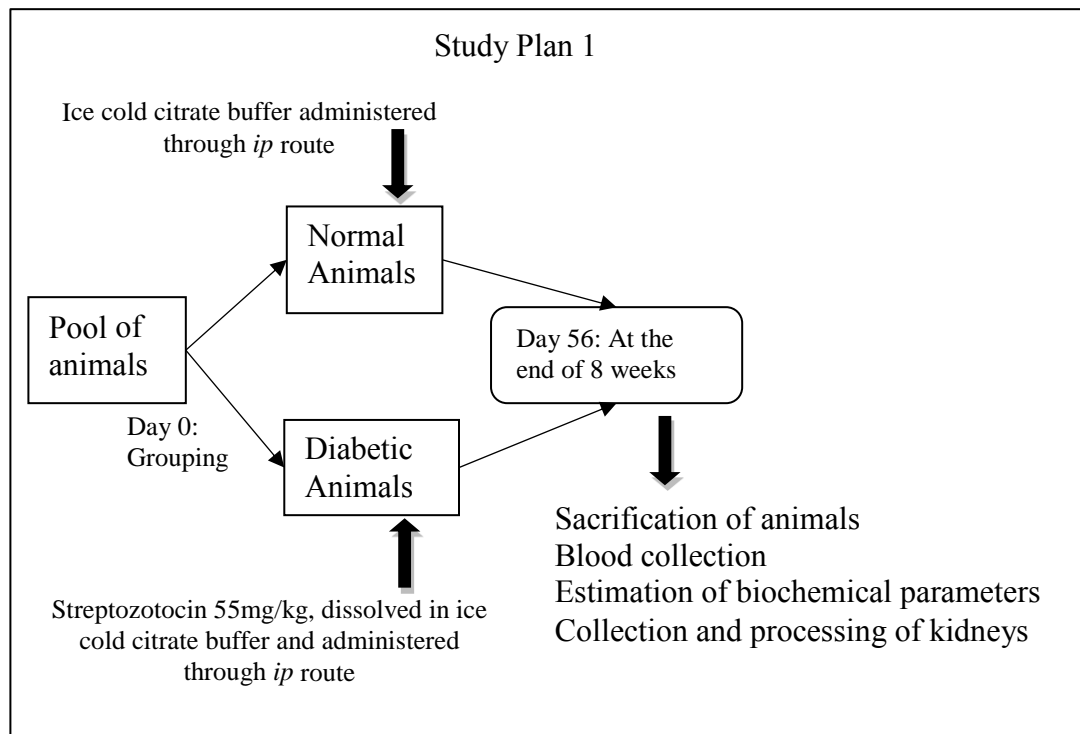 Study Plan 1
Ice cold citrate buffer administered
through ip route
Normal
Animals
Pool of
animals
Day 56: At the
end of 8 weeks
Day 0:
Grouping
Diabetic
Animals
Sacrification of animals
Blood collection
Estimation of biochemical parameters
Collection and processing of kidneys
Streptozotocin 55mg/kg, dissolved in ice
cold citrate buffer and administered
through ip route